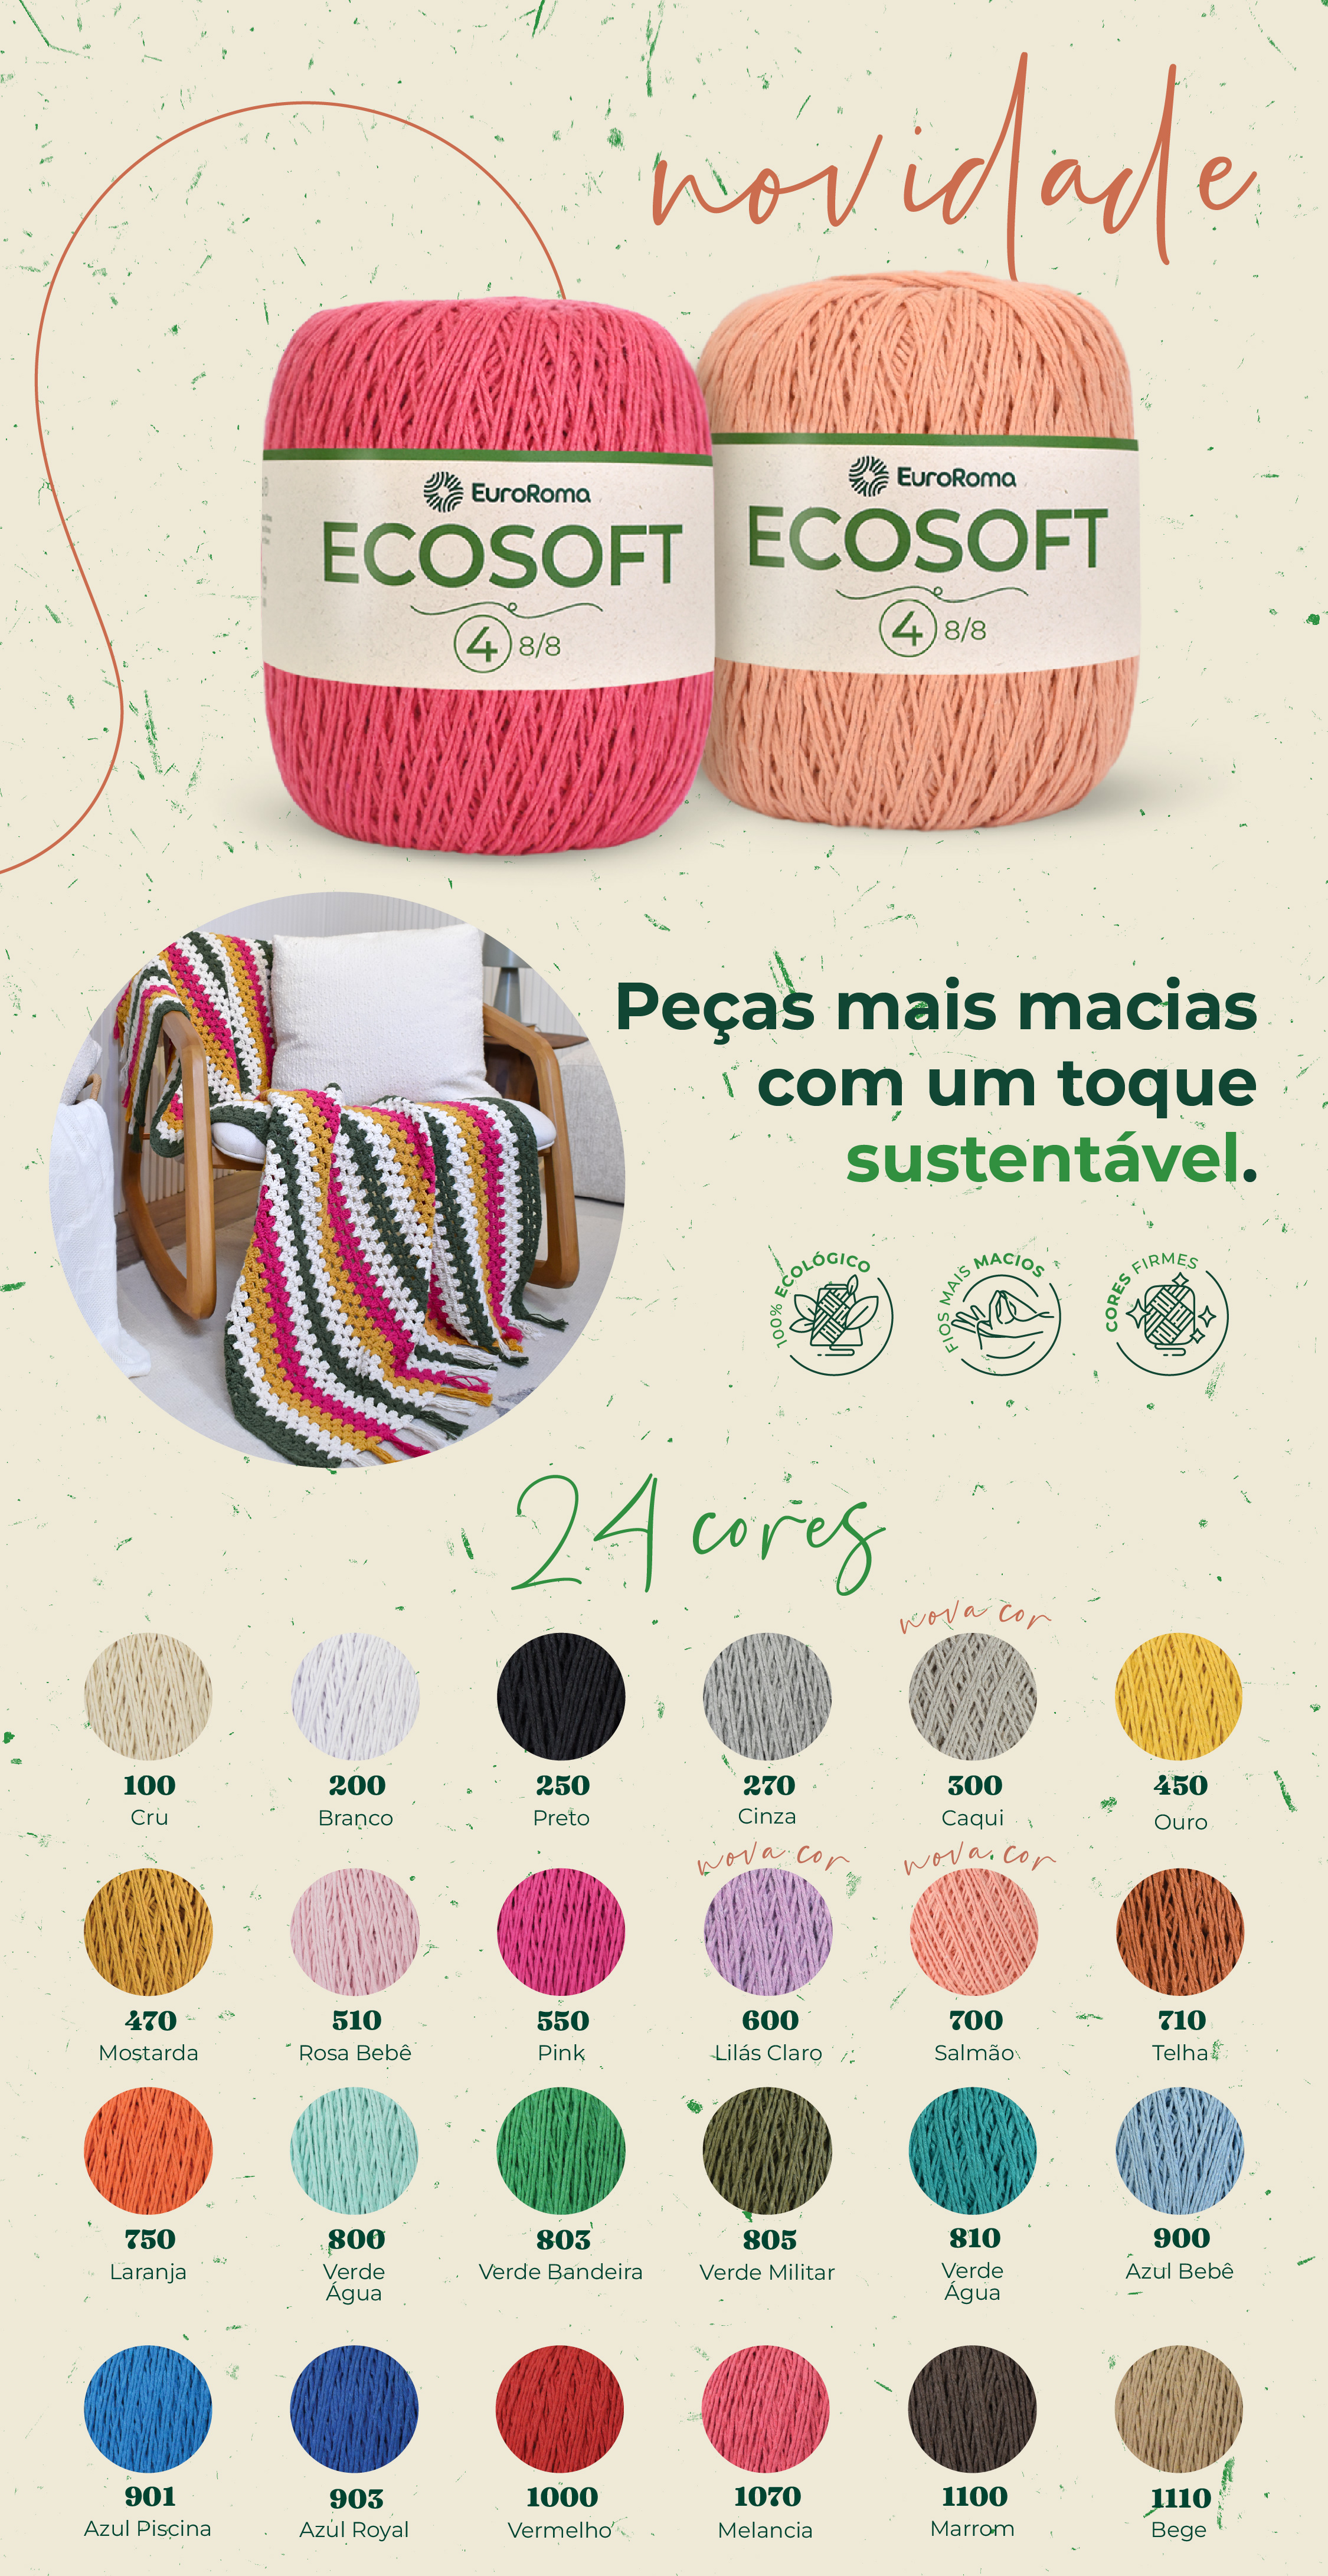 novidade
EuroRoma
ECOSOFT
4 8/8
EuroRoma
ECOSOFT
4 8/8
Peças mais macias
com um toque
sustentável.
100% ECOLÓGICO
FIOS MAIS MACIOS
CORES FIRMES
24 cores
nova cor
100
Cru
200
Branco
250
Preto
270
Cinza
300
Caqui
450
Ouro
nova cor
nova cor
470
Mostarda
510
Rosa Bebê
550
Pink
600
Lilás Claro
700
Salmão
710
Telha
750
Laranja
800
Verde
Água
803
Verde Bandeira
805
Verde Militar
810
Verde
Água
900
Azul Bebê
901
Azul Piscina
903
Azul Royal
1000
Vermelho
1070
Melancia
1100
Marrom
1110
Bege